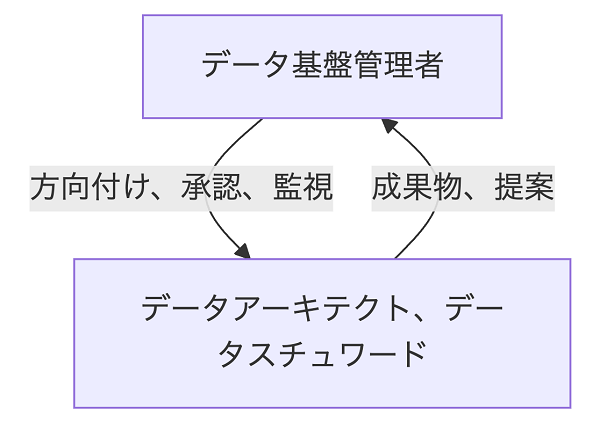 データ基盤管理者
方向付け、承認、監視
成果物、提案
データアーキテクト、デー
タスチュワード